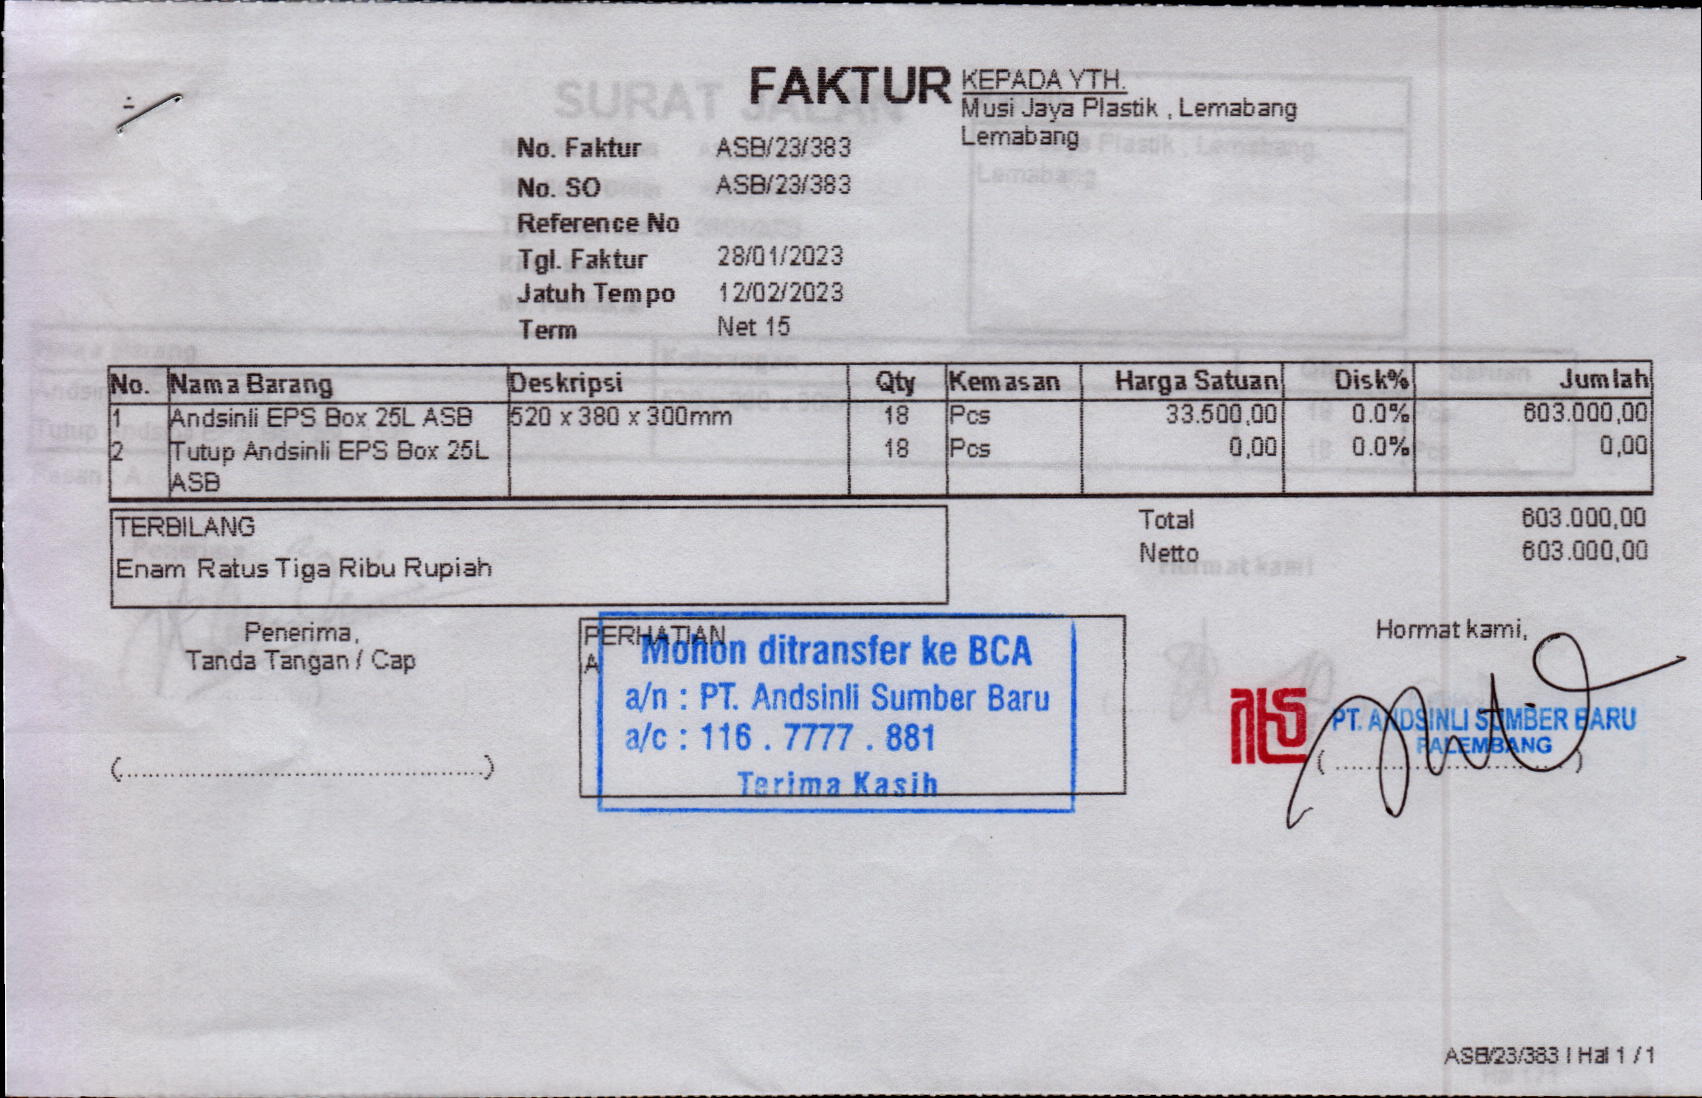 FAKTUR
KEPADA YTH.
Musi Jaya Plastik , Lemabang
Lemabang
No. Faktur ASB/23/383
No. SO ASB/23/383
Reference No
Tgl. Faktur 28/01/2023
Jatuh Tempo 12/02/2023
Term Net 15
No. Nama Barang Deskripsi Qty Kemasan Harga Satuan Disk% Jumlah
1 Andsinli EPS Box 25L ASB 520 x 380 x 300mm 18 Pcs 33.500,00 0.0% 603.000,00
2 Tutup Andsinli EPS Box 25L 18 Pcs 0,00 0.0% 0,00
ASB
TERBILANG
Enam Ratus Tiga Ribu Rupiah
Total 603.000,00
Netto 603.000,00
Penerima,
Tanda Tangan / Cap
(....................................................)
PERHATIAN
A
Mohon ditransfer ke BCA
a/n : PT. Andsinli Sumber Baru
a/c : 116 . 7777 . 881
Terima Kasih
Hormat kami,
PT. ANDSINLI SUMBER BARU
PALEMBANG
(....................................)
ASB/23/383 | Hal 1 / 1